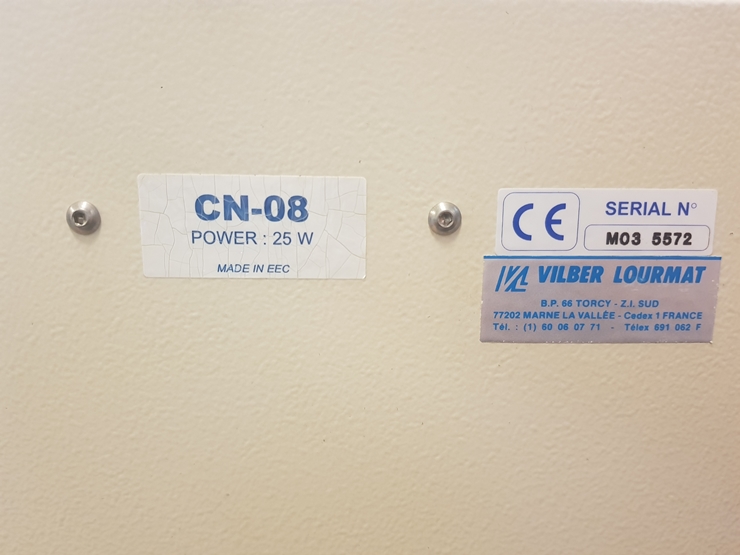 CN-08
POWER : 25 W
MADE IN EEC
CE
SERIAL N°
M03 5572
VL VILBER LOURMAT
B.P. 66 TORCY - Z.I. SUD
77202 MARNE LA VALLÉE - Cedex 1 FRANCE
Tél. : (1) 60 06 07 71 - Télex 691 062 F